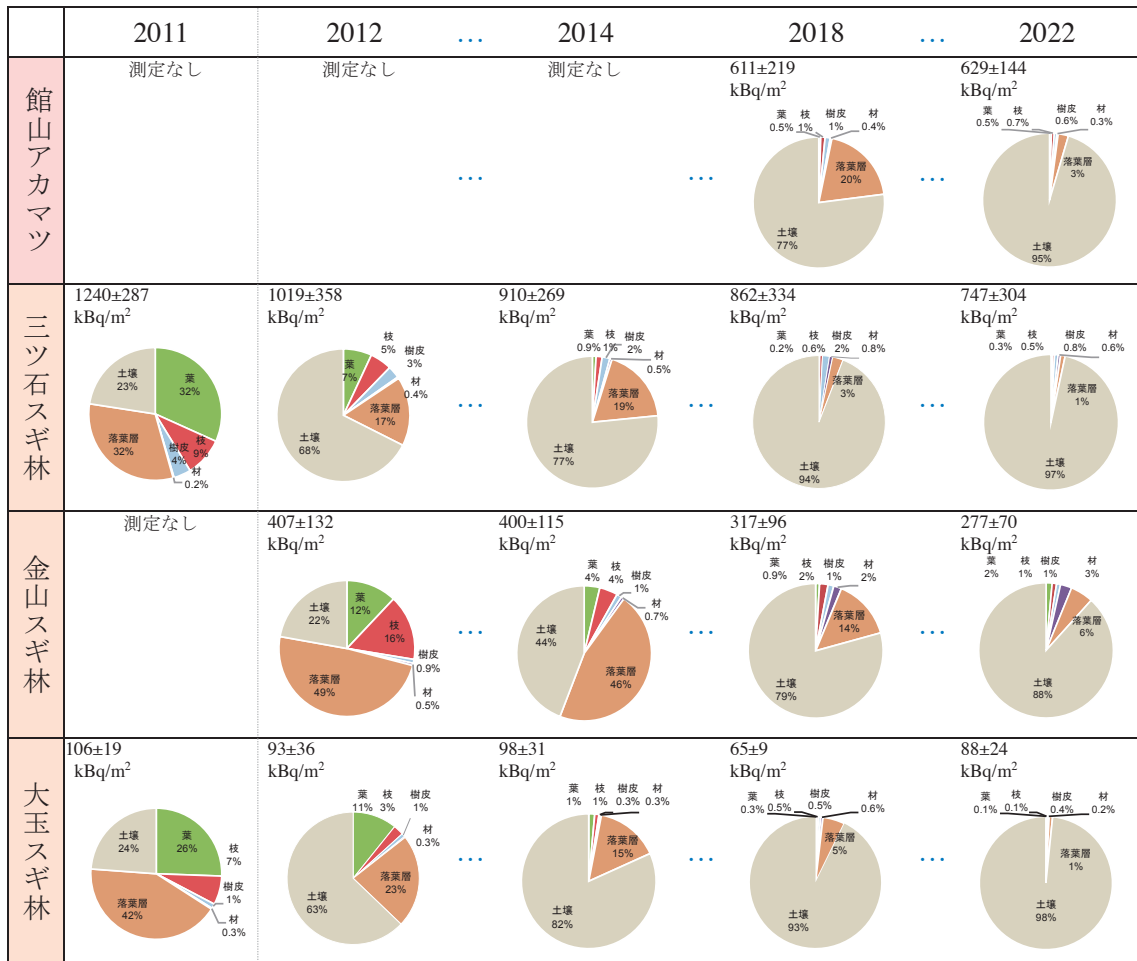 2011 2012 … 2014 2018 … 2022
館山アカマツ
測定なし
測定なし
測定なし
611±219
kBq/m²
葉
0.5%
枝
1%
樹皮
1%
材
0.4%
落葉層
20%
土壌
77%
629±144
kBq/m²
葉
0.5%
枝
0.7%
樹皮
0.6%
材
0.3%
落葉層
3%
土壌
95%
… … …
三ツ石スギ林
1240±287
kBq/m²
土壌
23%
葉
32%
枝
9%
樹皮
4%
材
0.2%
落葉層
32%
1019±358
kBq/m²
葉
7%
枝
5%
樹皮
3%
材
0.4%
落葉層
17%
土壌
68%
…
910±269
kBq/m²
葉
0.9%
枝
1%
樹皮
2%
材
0.5%
落葉層
19%
土壌
77%
862±334
kBq/m²
葉
0.2%
枝
0.6%
樹皮
2%
材
0.8%
落葉層
3%
土壌
94%
…
747±304
kBq/m²
葉
0.3%
枝
0.5%
樹皮
0.8%
材
0.6%
落葉層
1%
土壌
97%
金山スギ林
測定なし
407±132
kBq/m²
土壌
22%
葉
12%
枝
16%
樹皮
0.9%
材
0.5%
落葉層
49%
…
400±115
kBq/m²
葉
4%
枝
4%
樹皮
1%
材
0.7%
土壌
44%
落葉層
46%
317±96
kBq/m²
葉
0.9%
枝
2%
樹皮
1%
材
2%
落葉層
14%
土壌
79%
…
277±70
kBq/m²
葉
2%
枝
1%
樹皮
1%
材
3%
落葉層
6%
土壌
88%
大玉スギ林
106±19
kBq/m²
土壌
24%
葉
26%
枝
7%
樹皮
1%
材
0.3%
落葉層
42%
93±36
kBq/m²
葉
11%
枝
3%
樹皮
1%
材
0.3%
落葉層
23%
土壌
63%
…
98±31
kBq/m²
葉
1%
枝
1%
樹皮
0.3%
材
0.3%
落葉層
15%
土壌
82%
65±9
kBq/m²
葉
0.3%
枝
0.5%
樹皮
0.5%
材
0.6%
落葉層
5%
土壌
93%
…
88±24
kBq/m²
葉
0.1%
枝
0.1%
樹皮
0.4%
材
0.2%
落葉層
1%
土壌
98%